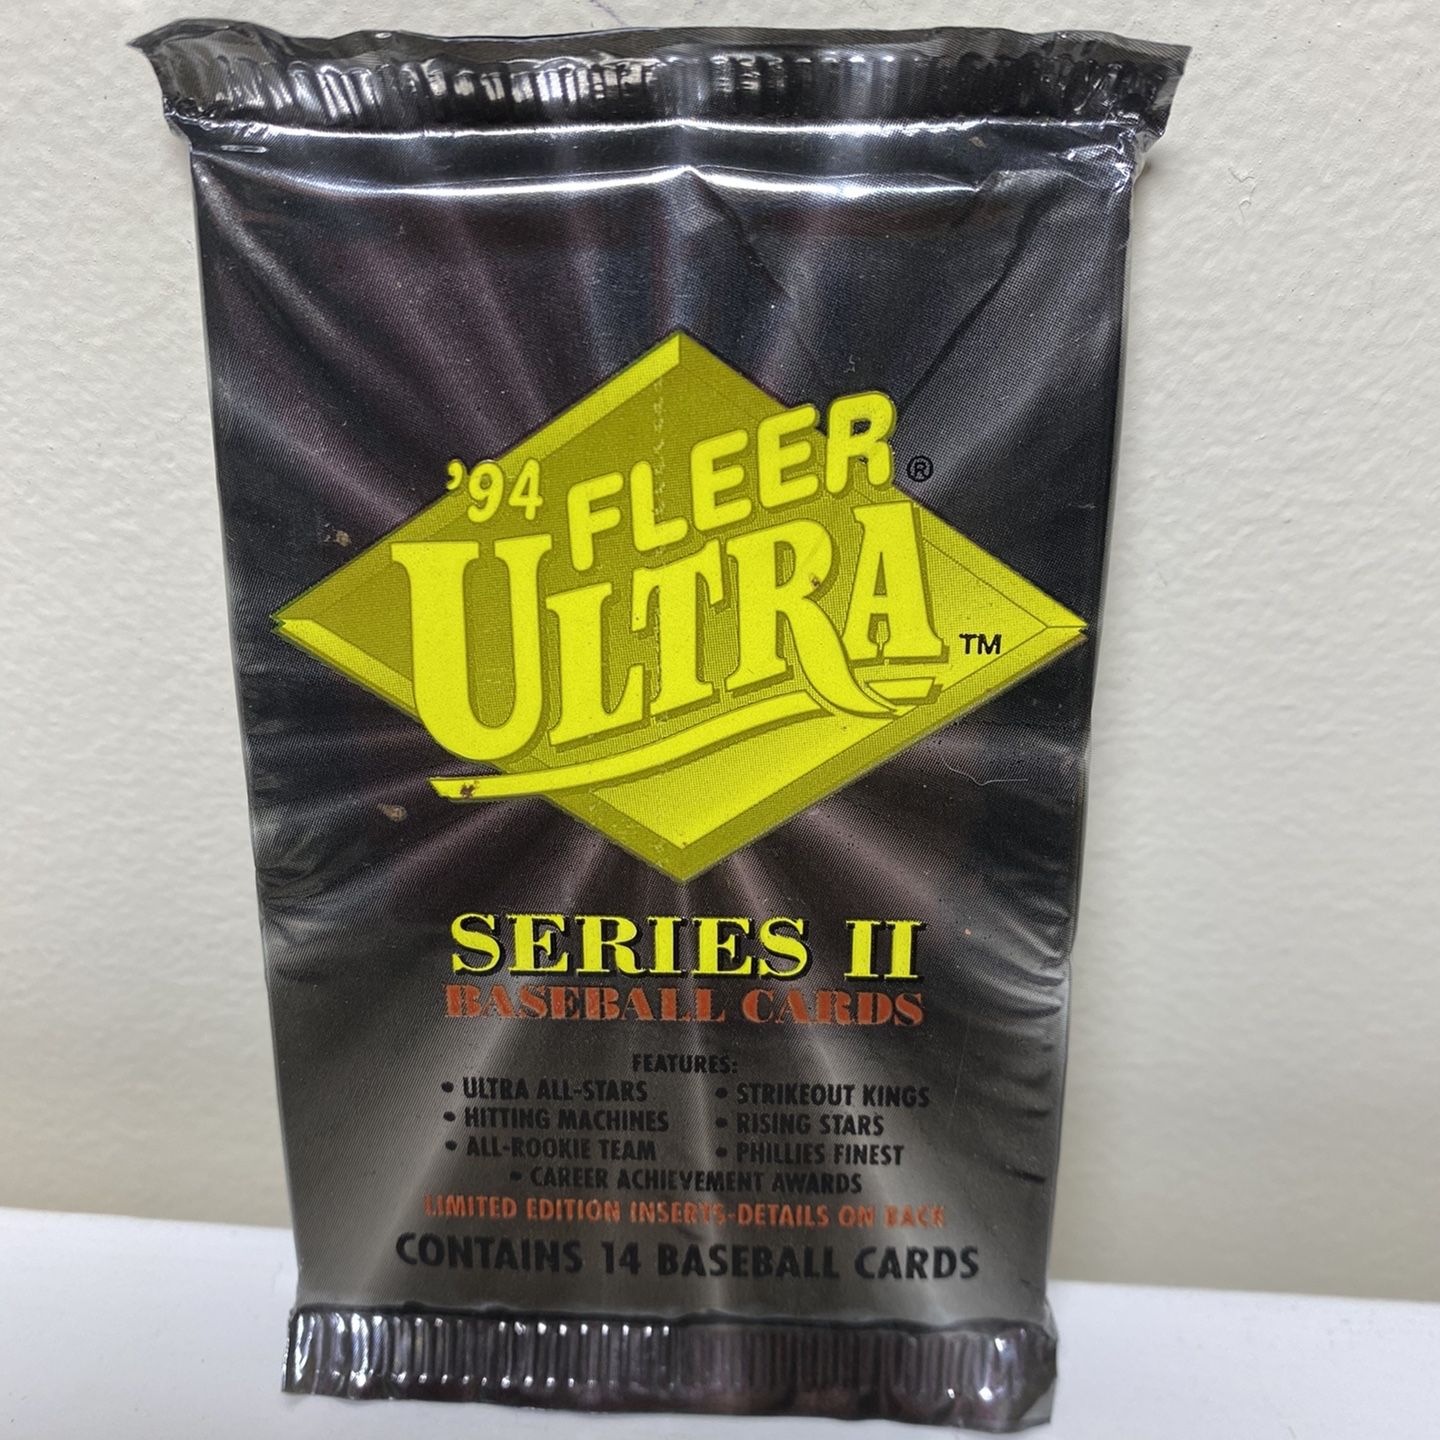 '94 FLEER®
ULTRA™
SERIES II
BASEBALL CARDS
FEATURES:
• ULTRA ALL-STARS • STRIKEOUT KINGS
• HITTING MACHINES • RISING STARS
• ALL-ROOKIE TEAM • PHILLIES FINEST
• CAREER ACHIEVEMENT AWARDS
LIMITED EDITION INSERTS-DETAILS ON BACK
CONTAINS 14 BASEBALL CARDS